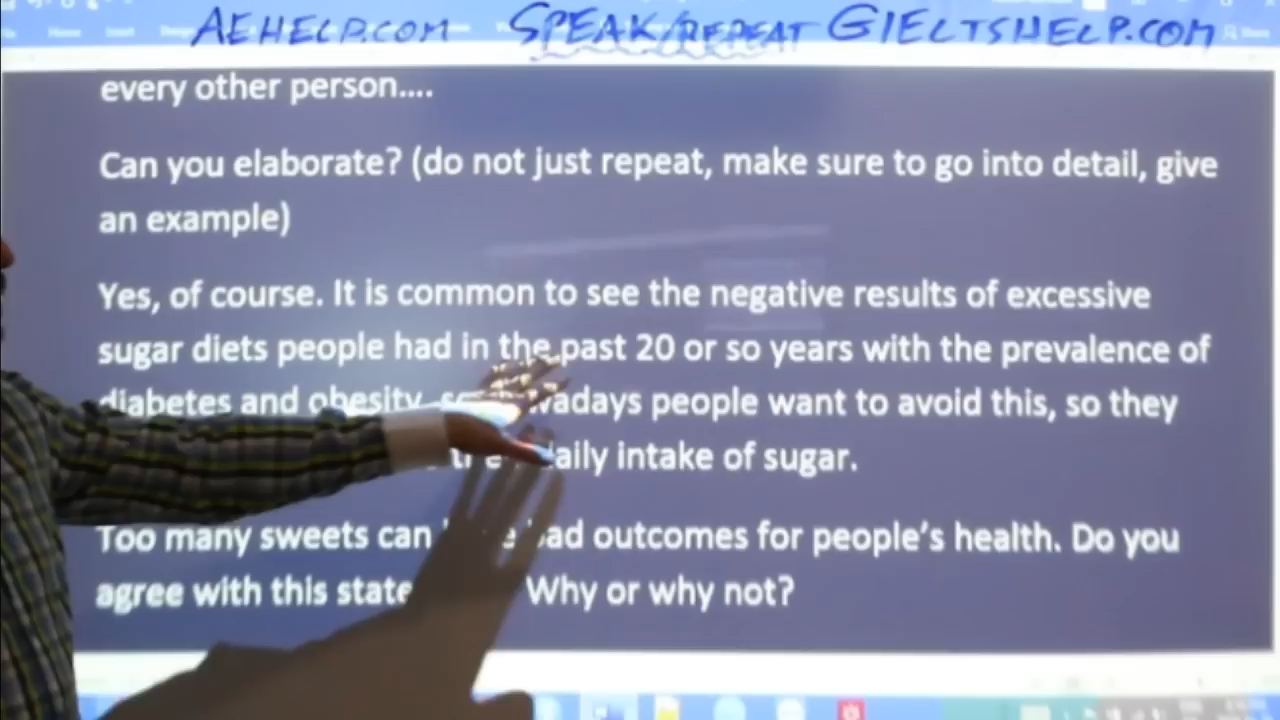 AEHELP.COM SPEAK/REPEAT GIELTSHELP.COM
every other person....
Can you elaborate? (do not just repeat, make sure to go into detail, give
an example)
Yes, of course. It is common to see the negative results of excessive
sugar diets people had in the past 20 or so years with the prevalence of
diabetes and obesity, people want to avoid this, so they
intake of sugar.
Too many sweets can outcomes for people's health. Do you
agree with this Why or why not?